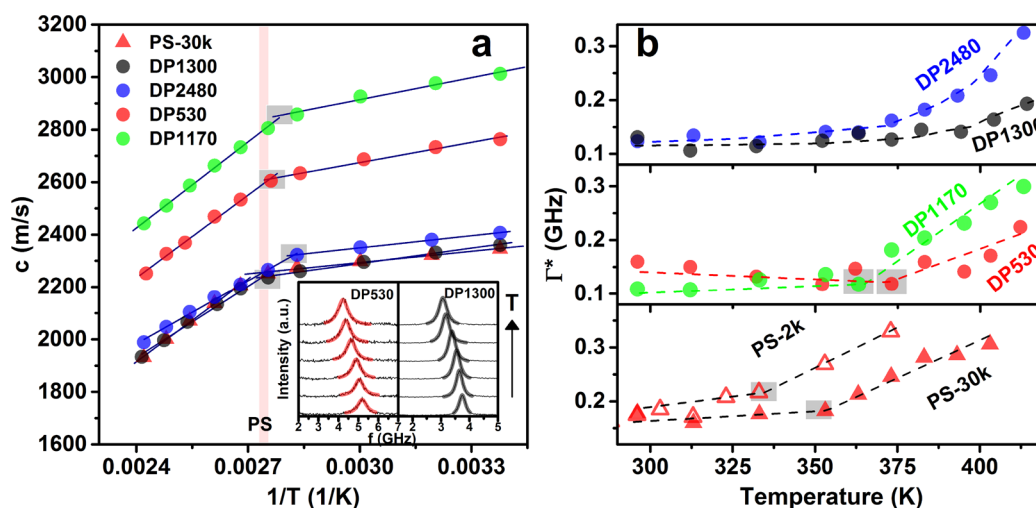 a
c (m/s)
3200
3000
2800
2600
2400
2200
2000
1800
1600
PS-30k
DP1300
DP2480
DP530
DP1170
PS
0.0024
0.0027
0.0030
0.0033
1/T (1/K)
Intensity (a.u.)
DP530
DP1300
T
2 3 4 5 6 7
1 3 4 5
f (GHz)
b
Γ* (GHz)
0.3
0.2
0.1
DP2480
DP1300
0.3
0.2
0.1
DP1170
DP530
0.3
0.2
PS-2k
PS-30k
300
325
350
375
400
Temperature (K)